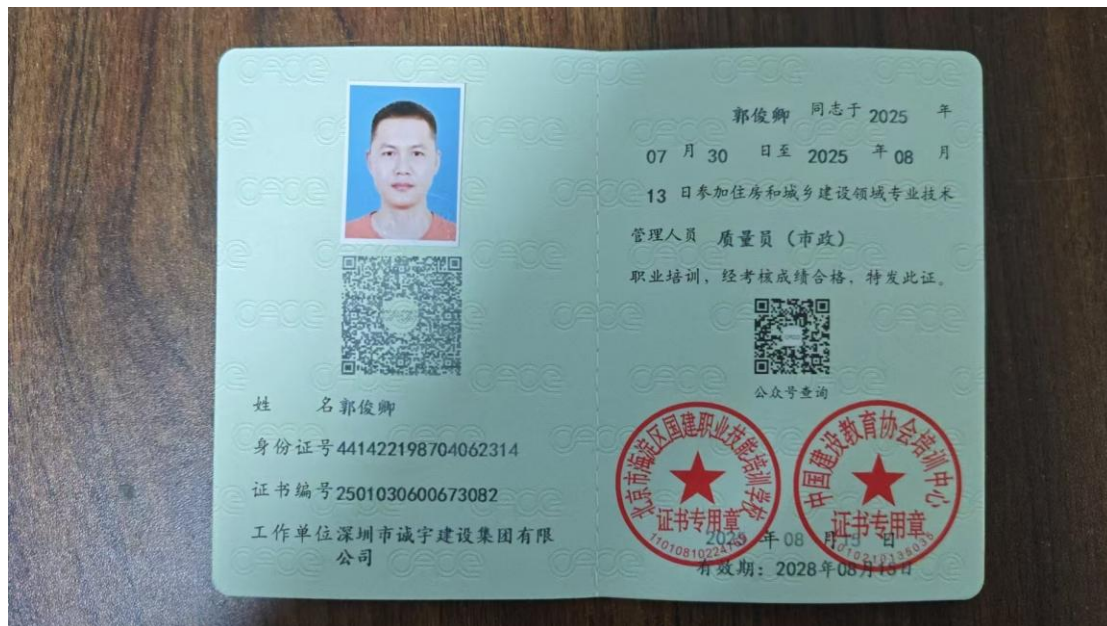 姓 名郭俊卿
身份证号441422198704062314
证书编号2501030600673082
工作单位深圳市诚宇建设集团有限
公司
郭俊卿 同志于 2025 年
07 月 30 日至 2025 年 08 月
13 日参加住房和城乡建设领域专业技术
管理人员 质量员（市政）
职业培训，经考核成绩合格，特发此证。
公众号查询
北京市海淀区国建职业技能培训学校
证书专用章
中国建设教育协会培训中心
证书专用章
2025 年 08 月 15 日
有效期：2028年08月15日